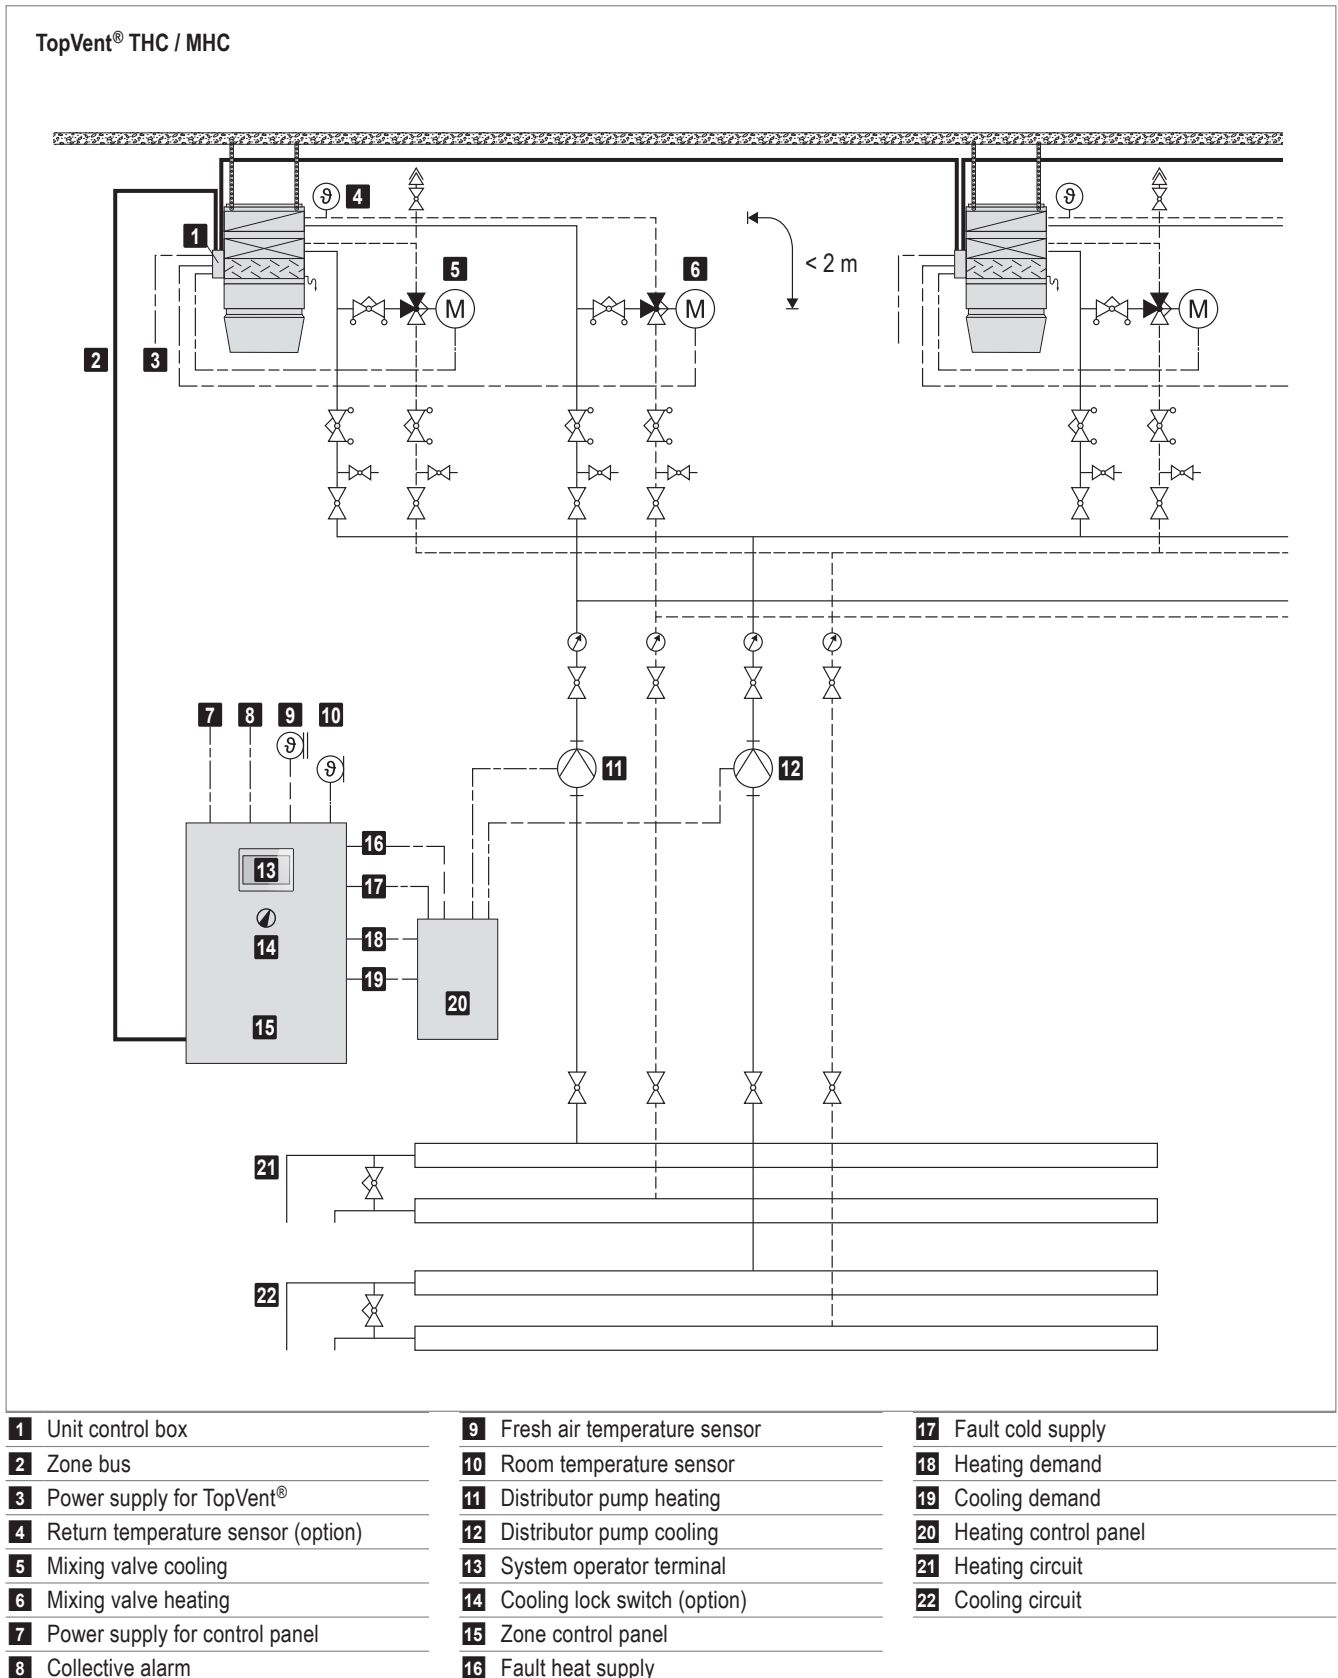 TopVent® THC / MHC
4
1
5
6
< 2 m
ϑ
ϑ
M
M
M
2
3
7
8
9
10
ϑ
ϑ
11
12
16
13
17
14
18
19
20
15
21
22
1 Unit control box
2 Zone bus
3 Power supply for TopVent®
4 Return temperature sensor (option)
5 Mixing valve cooling
6 Mixing valve heating
7 Power supply for control panel
8 Collective alarm
9 Fresh air temperature sensor
10 Room temperature sensor
11 Distributor pump heating
12 Distributor pump cooling
13 System operator terminal
14 Cooling lock switch (option)
15 Zone control panel
16 Fault heat supply
17 Fault cold supply
18 Heating demand
19 Cooling demand
20 Heating control panel
21 Heating circuit
22 Cooling circuit